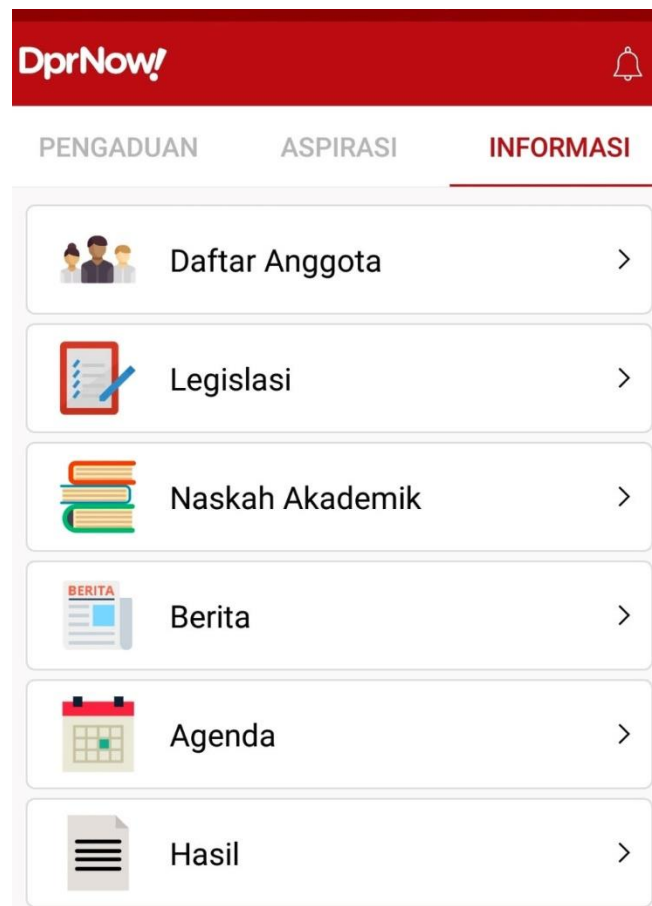 DprNow!
PENGADUAN ASPIRASI INFORMASI
Daftar Anggota
Legislasi
Naskah Akademik
BERITA
Berita
Agenda
Hasil